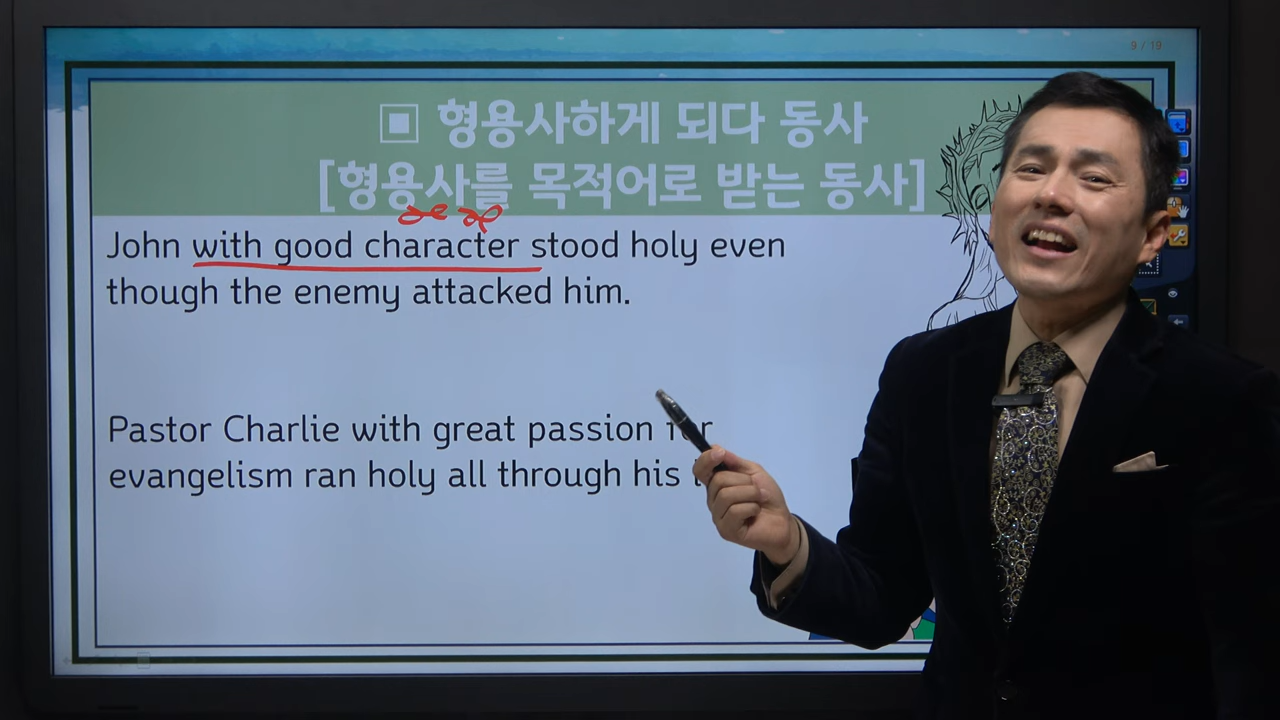 9 / 19
▣ 형용사하게 되다 동사
[형용사를 목적어로 받는 동사]
John with good character stood holy even
though the enemy attacked him.
Pastor Charlie with great passion
evangelism ran holy all through his